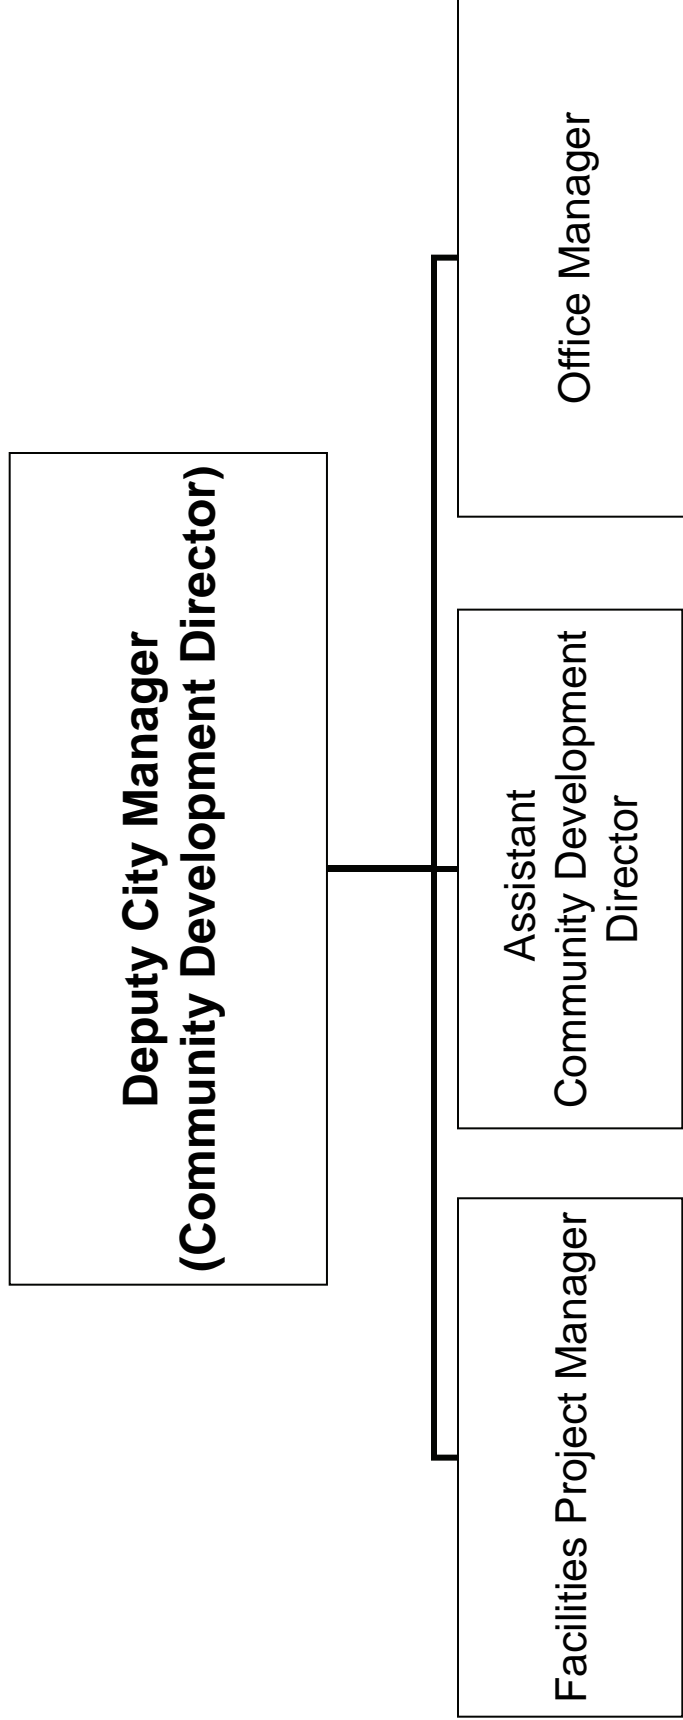 Deputy City Manager
(Community Development Director)
Facilities Project Manager
Assistant
Community Development
Director
Office Manager